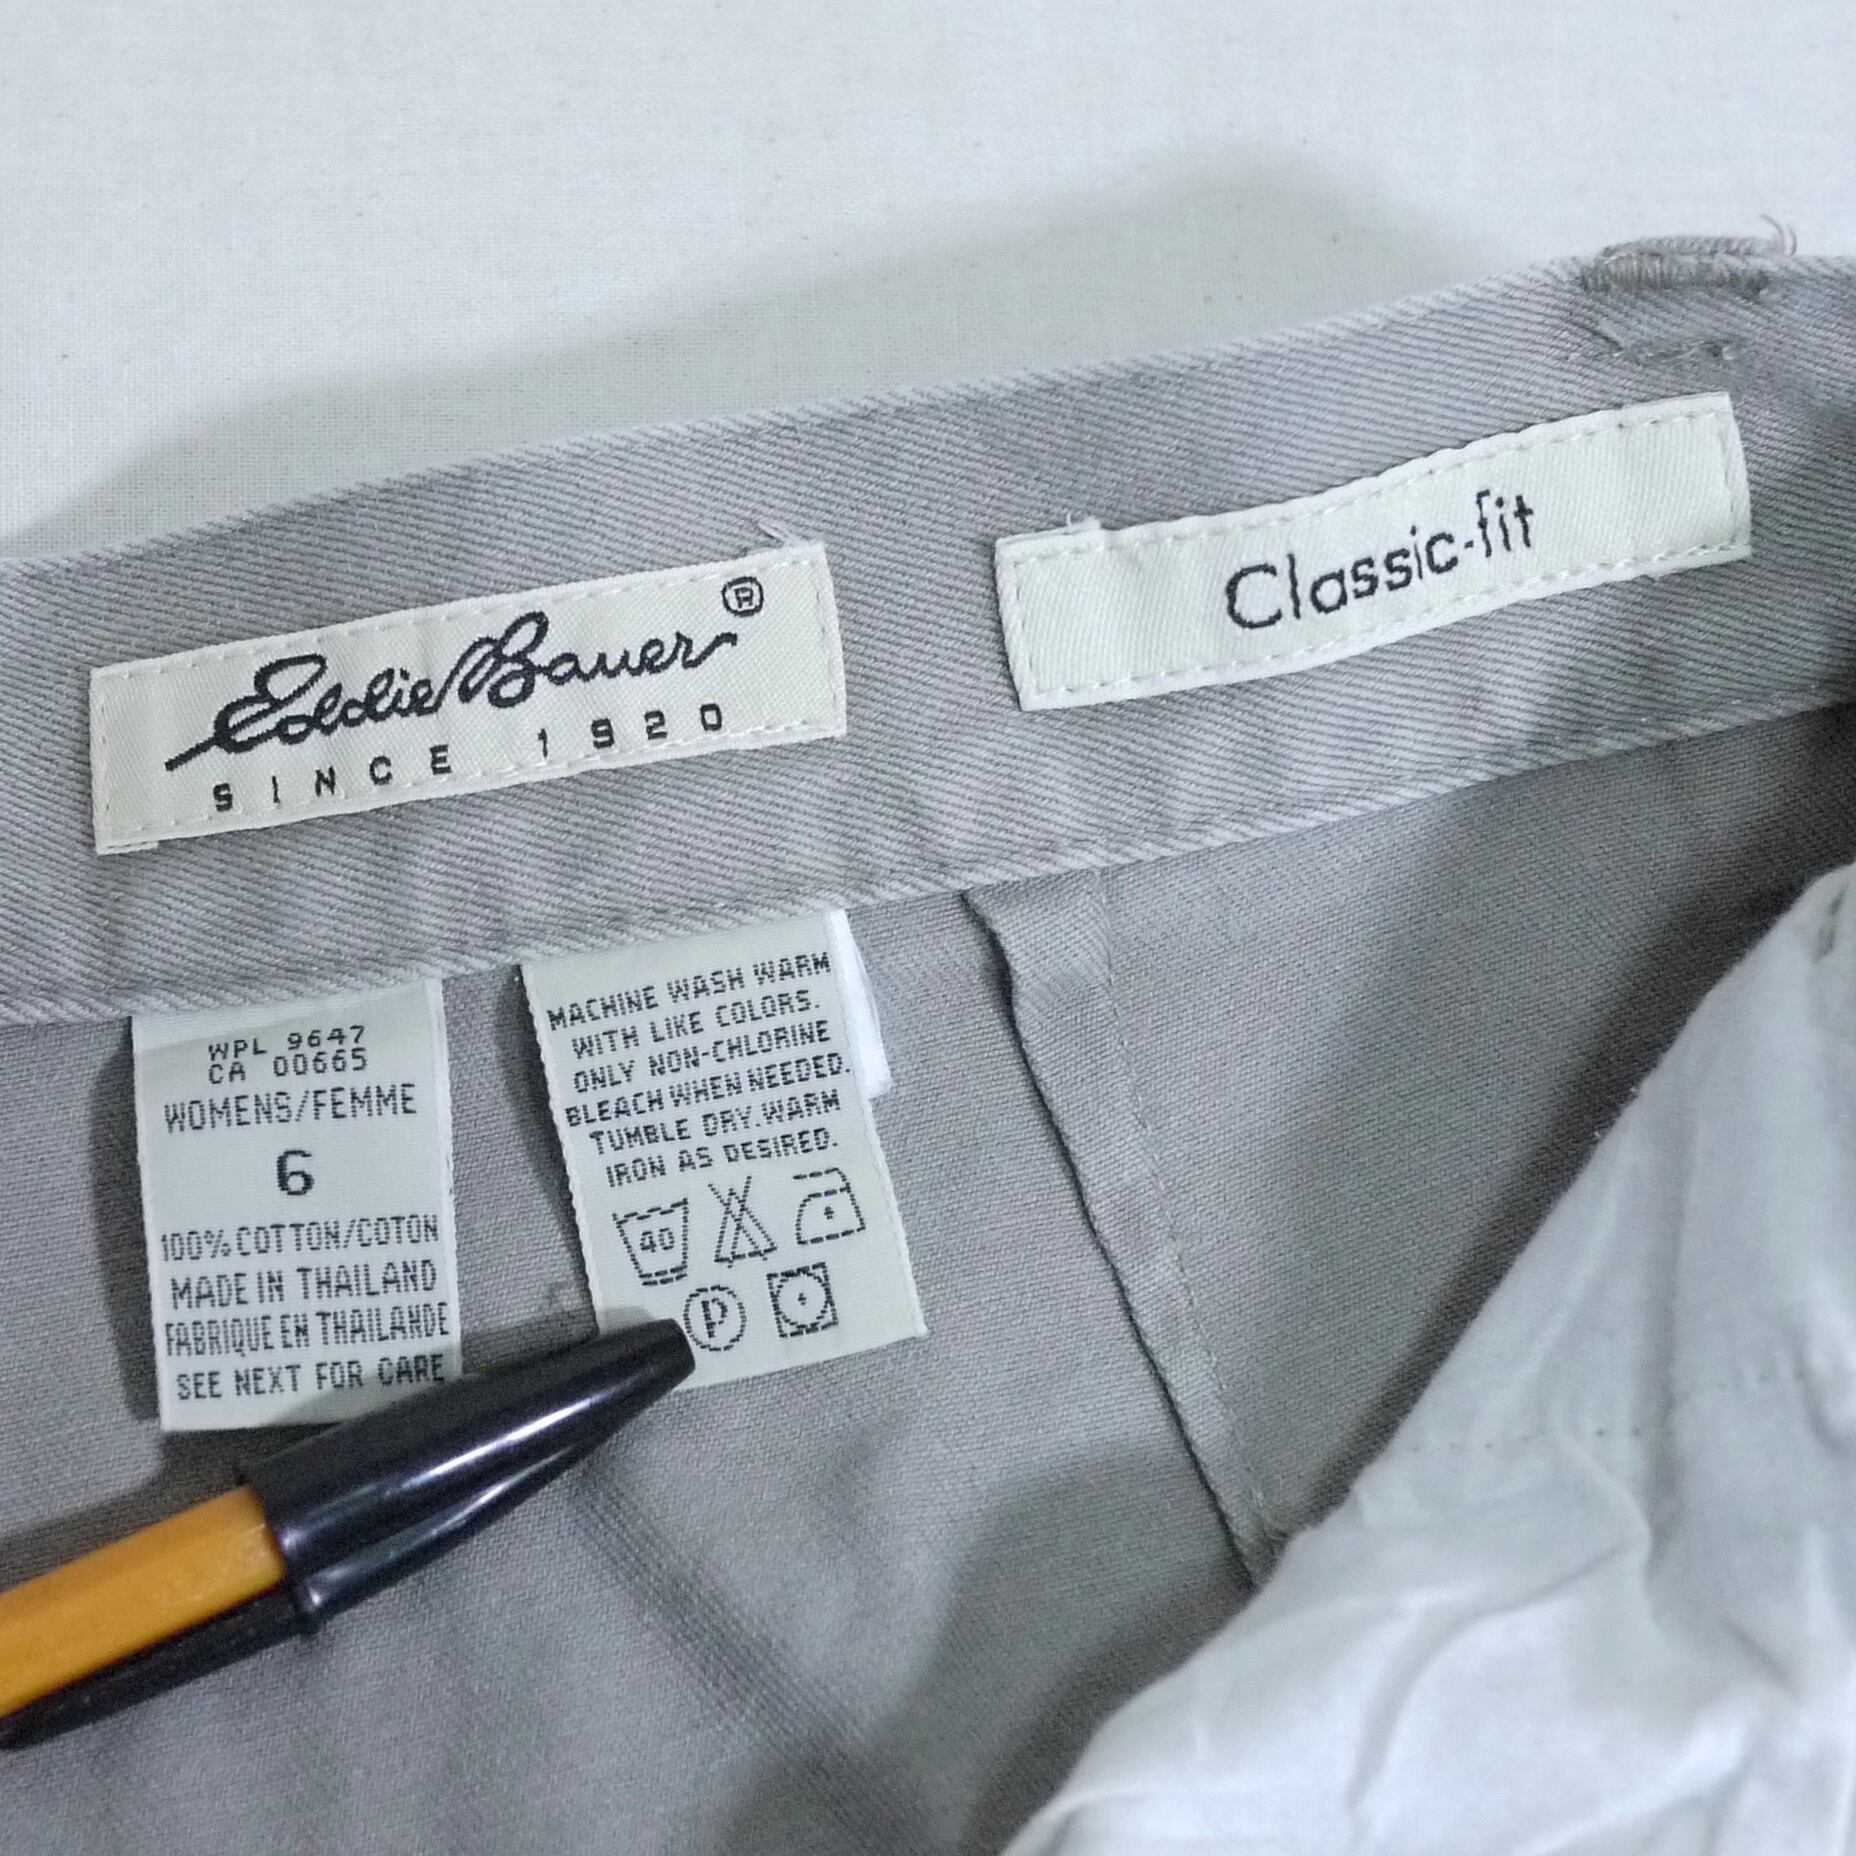 Eddie Bauer®
SINCE 1920
Classic-fit
WPL 9647
CA 00665
WOMENS/FEMME
6
100% COTTON/COTON
MADE IN THAILAND
FABRIQUE EN THAILANDE
SEE NEXT FOR CARE
MACHINE WASH WARM
WITH LIKE COLORS.
ONLY NON-CHLORINE
BLEACH WHEN NEEDED.
TUMBLE DRY. WARM
IRON AS DESIRED.
40
P